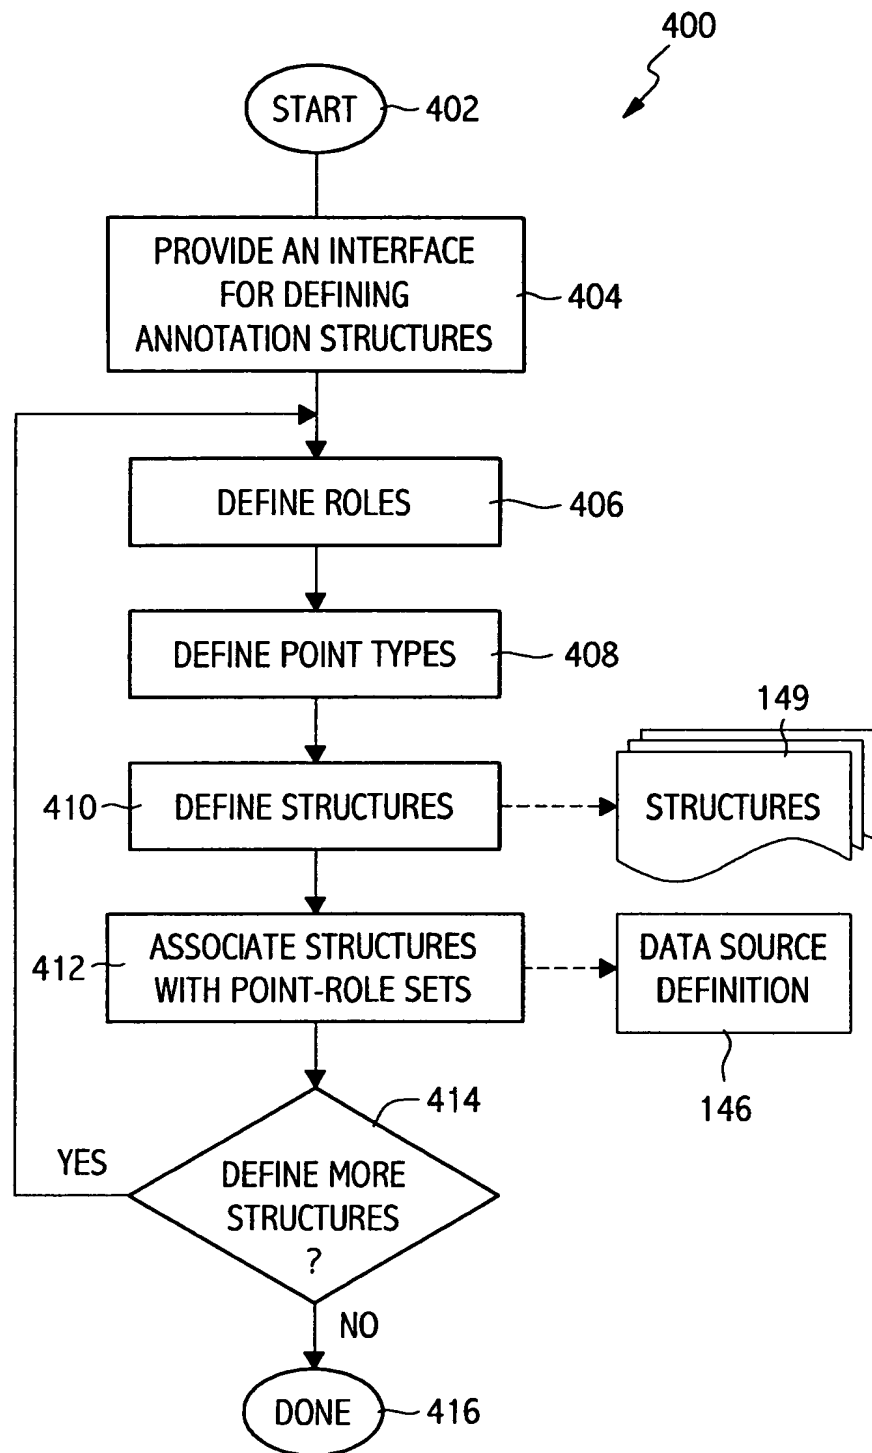 400
START
402
PROVIDE AN INTERFACE
FOR DEFINING
ANNOTATION STRUCTURES
404
DEFINE ROLES
406
DEFINE POINT TYPES
408
149
410
DEFINE STRUCTURES
STRUCTURES
412
ASSOCIATE STRUCTURES
WITH POINT-ROLE SETS
DATA SOURCE
DEFINITION
146
414
YES
DEFINE MORE
STRUCTURES
?
NO
DONE
416